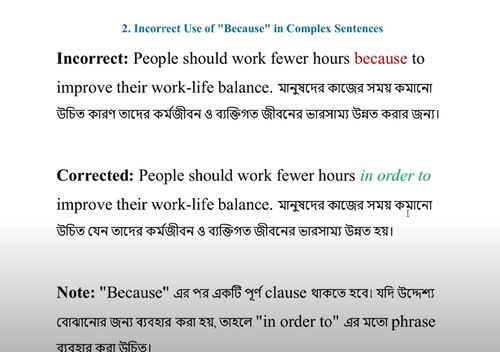 2. Incorrect Use of "Because" in Complex Sentences
Incorrect: People should work fewer hours because to
improve their work-life balance. মানুষদের কাজের সময় কমানো
উচিত কারণ তাদের কর্মজীবন ও ব্যক্তিগত জীবনের ভারসাম্য উন্নত করার জন্য।
Corrected: People should work fewer hours in order to
improve their work-life balance. মানুষদের কাজের সময় কমানো
উচিত যেন তাদের কর্মজীবন ও ব্যক্তিগত জীবনের ভারসাম্য উন্নত হয়।
Note: "Because" এর পর একটি পূর্ণ clause থাকতে হবে। যদি উদ্দেশ্য
বোঝানোর জন্য ব্যবহার করা হয়, তাহলে "in order to" এর মতো phrase
ব্যবহার করা উচিত।